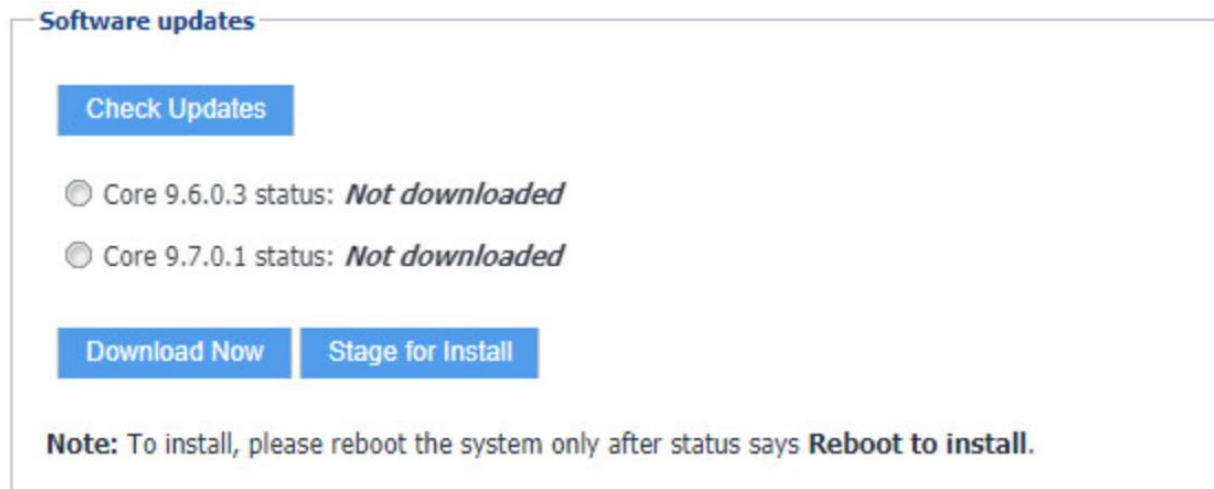 Software updates
Check Updates
Core 9.6.0.3 status: Not downloaded
Core 9.7.0.1 status: Not downloaded
Download Now Stage for Install
Note: To install, please reboot the system only after status says Reboot to install.